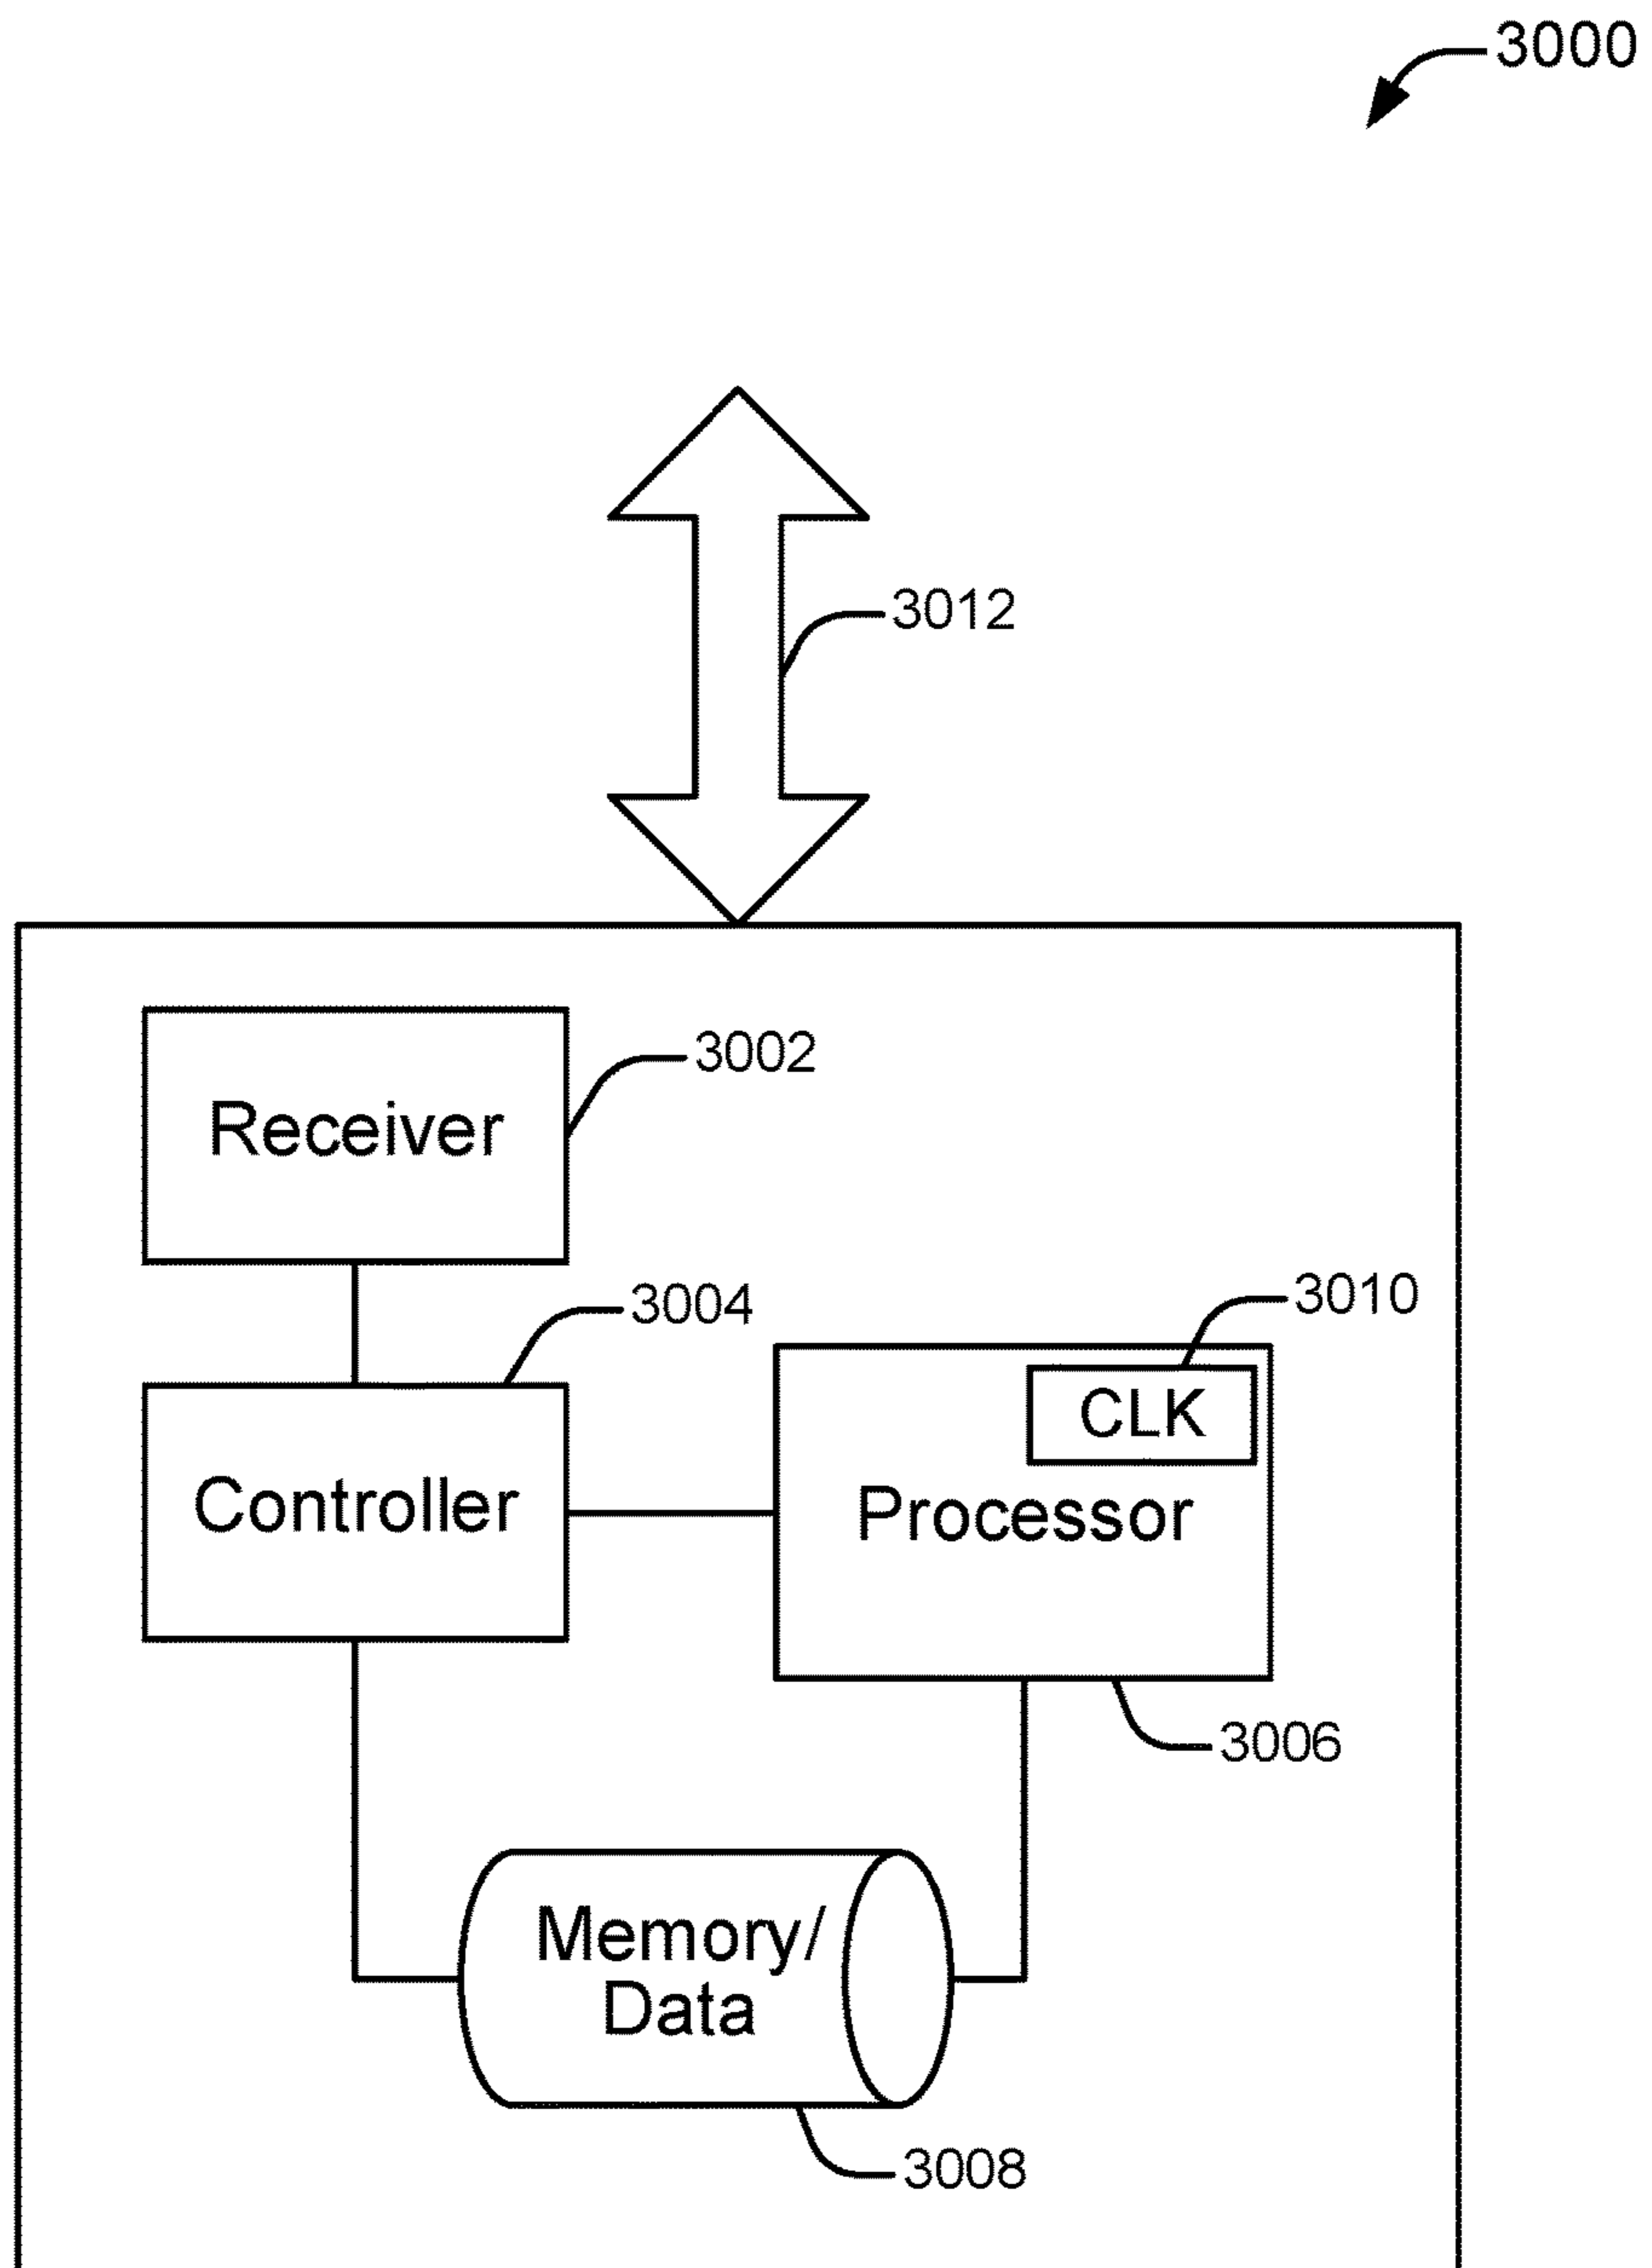 3000
3012
3002
Receiver
3004
3010
CLK
Controller
Processor
3006
Memory/
Data
3008